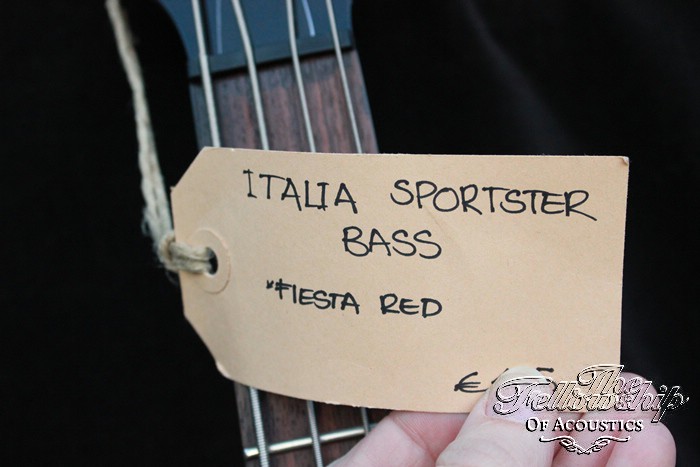 ITALIA SPORTSTER
BASS
*FIESTA RED
€
The
Fellowship
OF ACOUSTICS